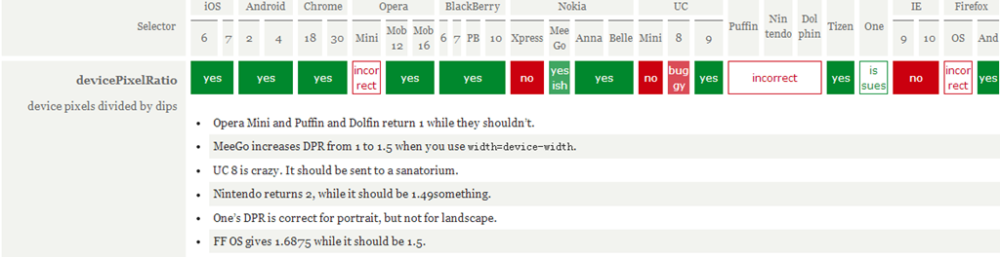 iOS Android Chrome Opera BlackBerry Nokia UC IE Firefox
Selector 6 7 2 4 18 30 Mini Mob 12 Mob 16 6 7 PB 10 Xpress MeeGo Anna Belle Mini 8 9 Puffin Nintendo Dolphin Tizen One 9 10 OS And
devicePixelRatio yes yes yes incorrect yes yes no yesish yes no buggy yes incorrect yes issues no incorrect yes
device pixels divided by dips
• Opera Mini and Puffin and Dolfin return 1 while they shouldn't.
• MeeGo increases DPR from 1 to 1.5 when you use width=device-width.
• UC 8 is crazy. It should be sent to a sanatorium.
• Nintendo returns 2, while it should be 1.49something.
• One's DPR is correct for portrait, but not for landscape.
• FF OS gives 1.6875 while it should be 1.5.